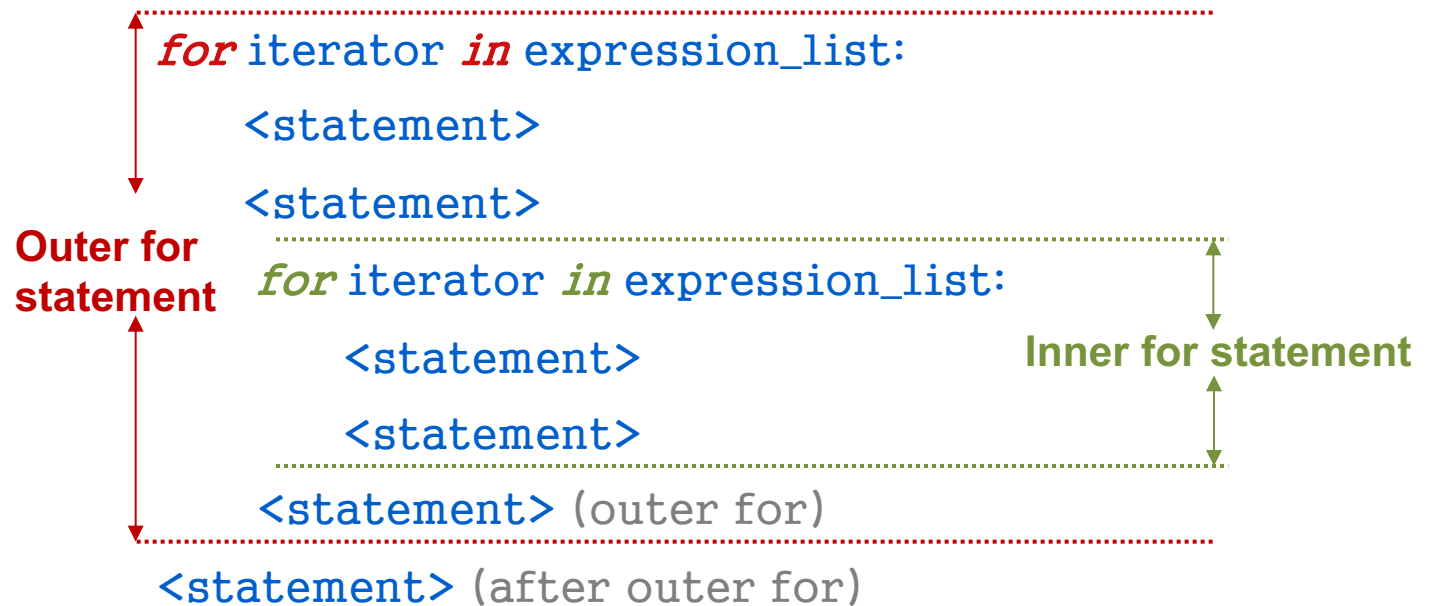 for iterator in expression_list:
<statement>
<statement>
Outer for
statement
for iterator in expression_list:
<statement>
Inner for statement
<statement>
<statement> (outer for)
<statement> (after outer for)